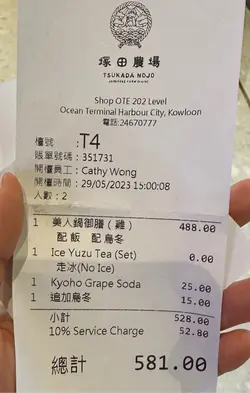 塚田農場
TSUKADA NOJO
JAPANESE FARM DINING
Shop OTE 202 Level
Ocean Terminal Harbour City, Kowloon
電話:24670777
檯號 : T4
賬單號碼 : 351731
開檯員工 : Cathy Wong
開檯時間 : 29/05/2023 15:00:08
人數 : 2
1 美人鍋御膳 (雞) 488.00
配飯 配烏冬
1 Ice Yuzu Tea (Set) 0.00
走冰(No Ice)
1 Kyoho Grape Soda 25.00
1 追加烏冬 15.00
小計 528.00
10% Service Charge 52.80
總計 581.00